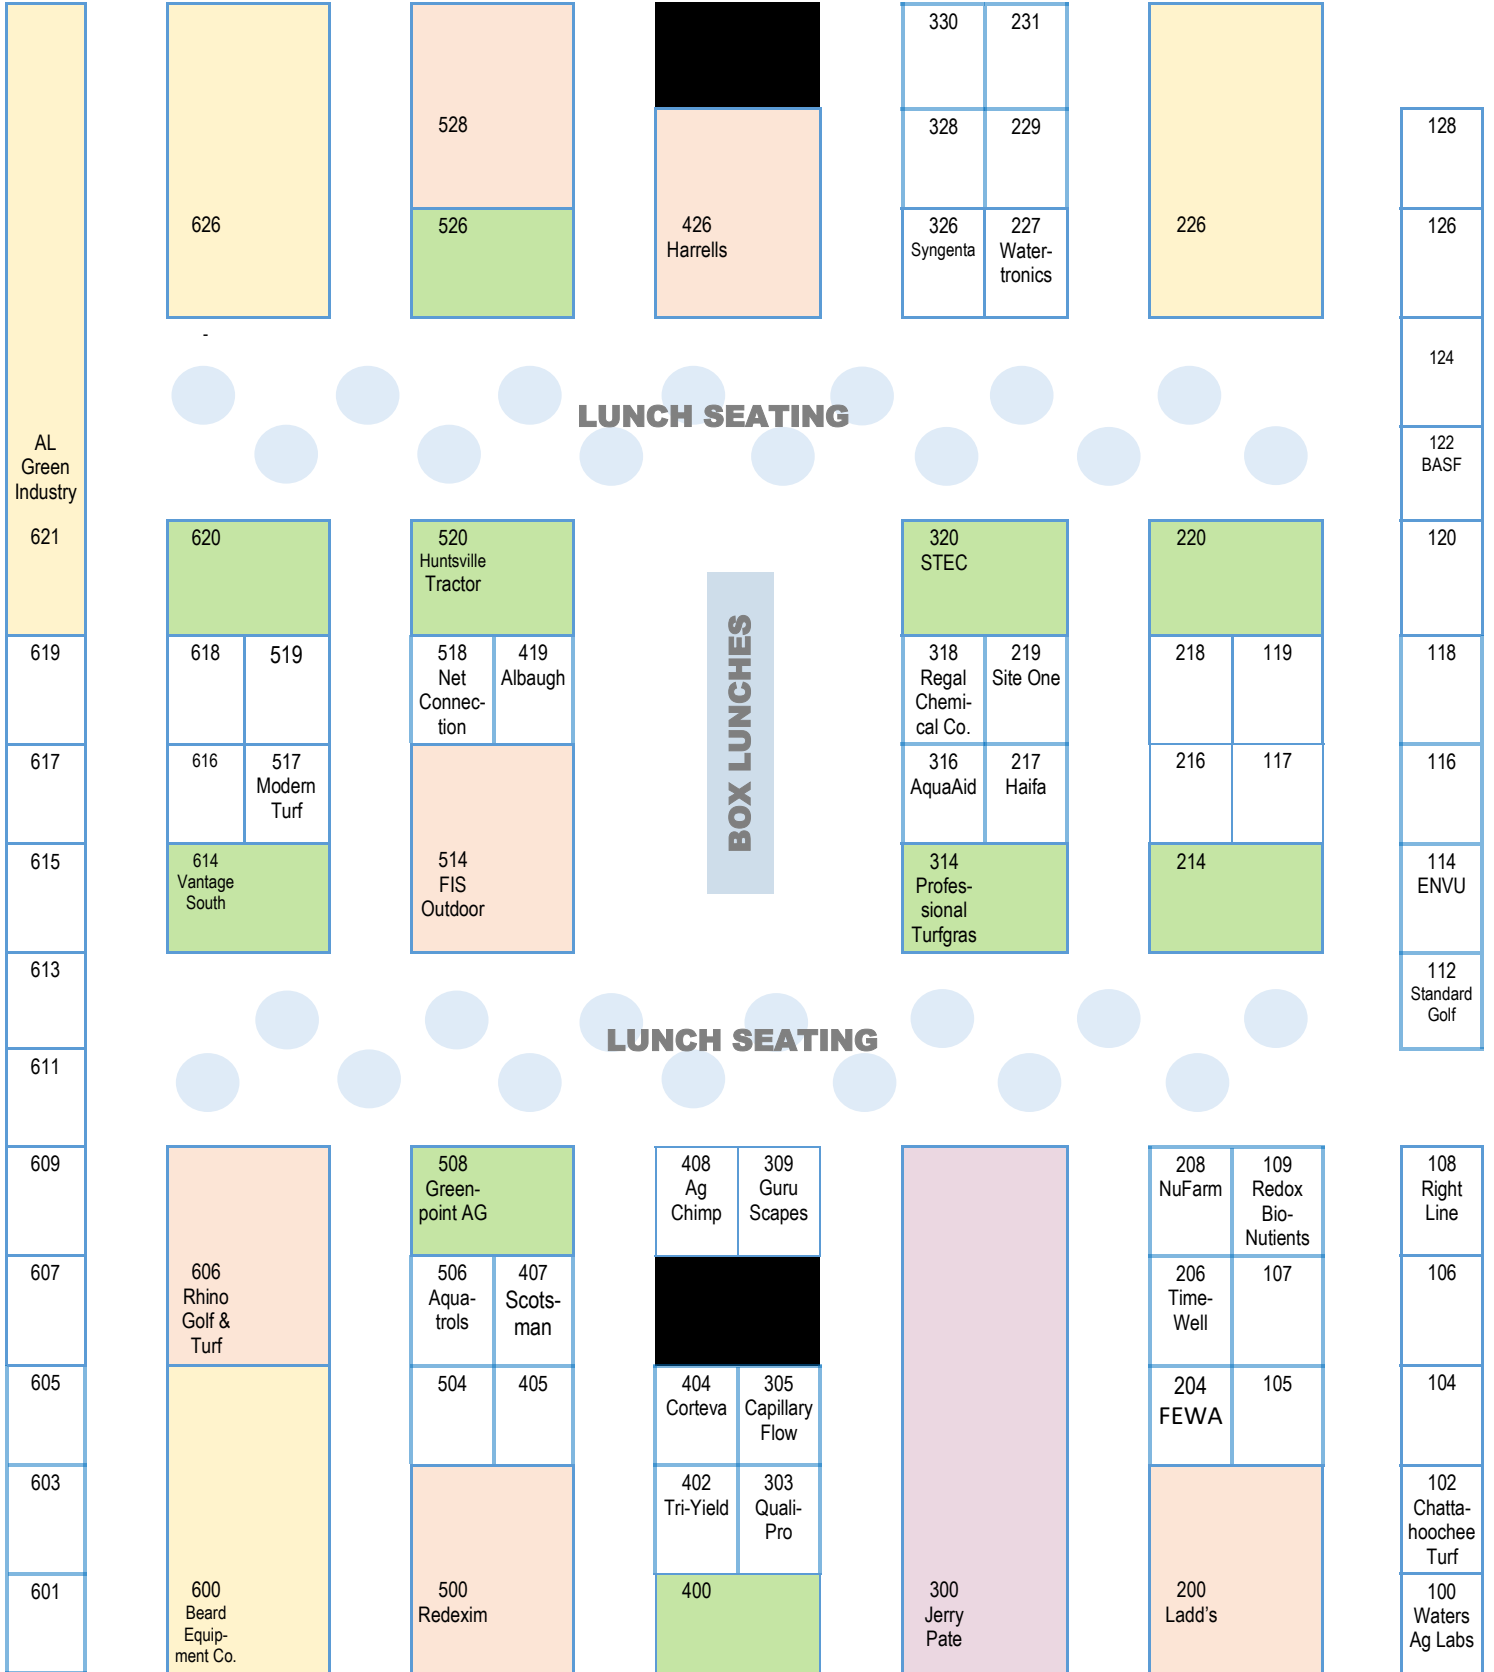 330 231
528 328 229 128
626 526 426 326 227 226 126
Harrells Syngenta Water-
tronics
-
124
LUNCH SEATING
AL
Green
Industry
122
BASF
621 620 520 320 220 120
Huntsville
Tractor
STEC
BOX LUNCHES
619 618 519 518 419 318 219 218 119 118
Net
Connec-
tion
Albaugh
Regal
Chemi-
cal Co.
Site One
617 616 517 316 217 216 117 116
Modern
Turf
AquaAid
Haifa
615 614 514 314 214 114
Vantage
South
FIS
Outdoor
Profes-
sional
Turfgras
ENVU
613 112
Standard
Golf
LUNCH SEATING
611
609 508 408 309 208 109 108
Green-
point AG
Ag
Chimp
Guru
Scapes
NuFarm
Redox
Bio-
Nutients
Right
Line
607 606 506 407 206 107 106
Rhino
Golf &
Turf
Aqua-
trols
Scots-
man
Time-
Well
605 504 405 404 305 204 105 104
Corteva
Capillary
Flow
FEWA
603 402 303 102
Tri-Yield
Quali-
Pro
Chatta-
hoochee
Turf
601 600 500 400 300 200 100
Beard
Equip-
ment Co.
Redexim
Jerry
Pate
Ladd's
Waters
Ag Labs